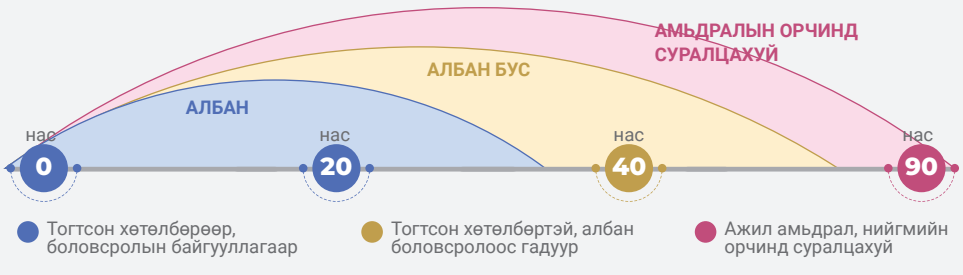 АМЬДРАЛЫН ОРЧИНД
СУРАЛЦАХУЙ
АЛБАН БУС
АЛБАН
нас
нас
нас
нас
0
20
40
90
Тогтсон хөтөлбөрөөр,
боловсролын байгууллагаар
Тогтсон хөтөлбөртэй, албан
боловсролоос гадуур
Ажил амьдрал, нийгмийн
орчинд суралцахуй